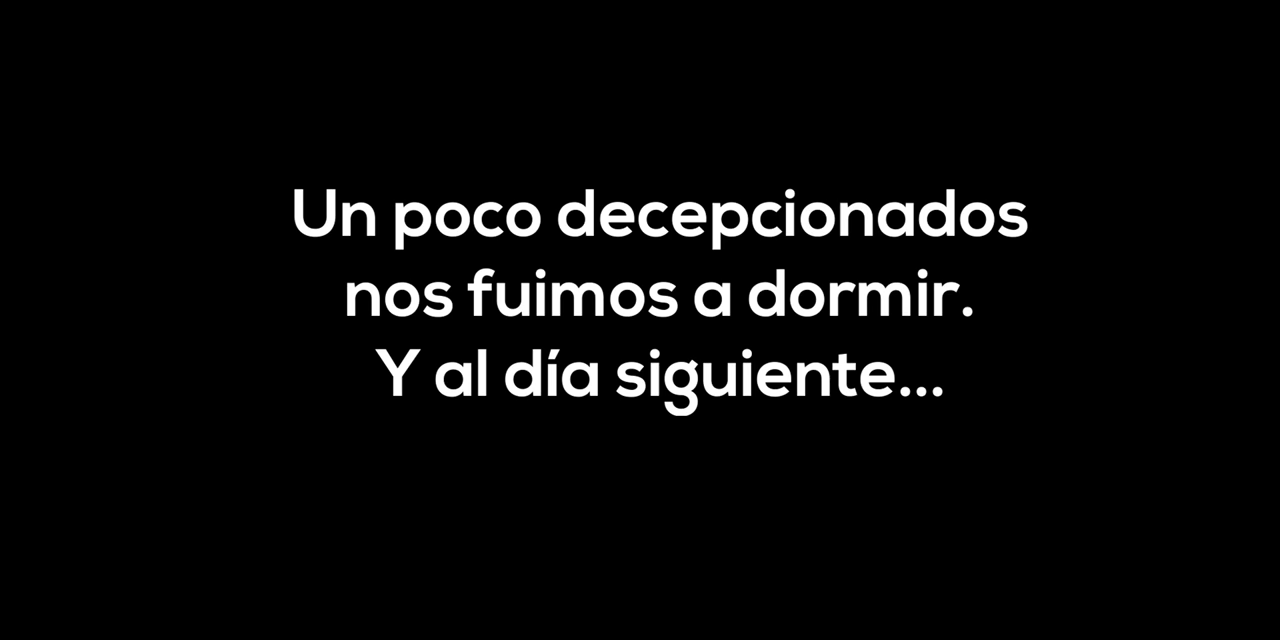 Un poco decepcionados
nos fuimos a dormir.
Y al día siguiente...